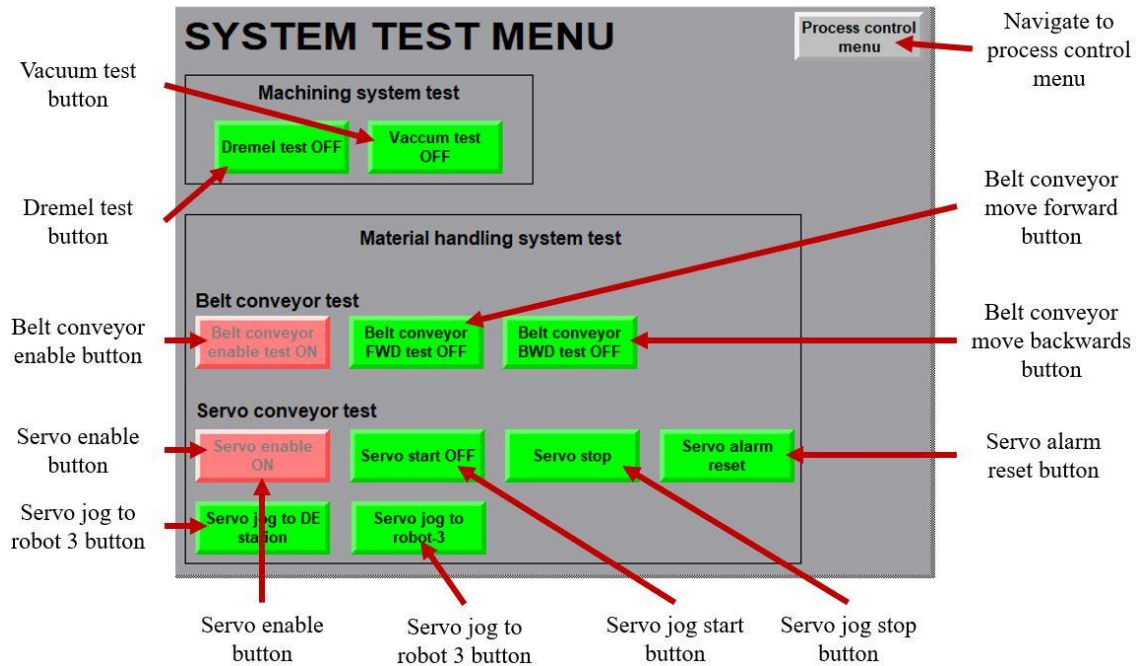 SYSTEM TEST MENU
Process control
menu
Navigate to
process control
menu
Vacuum test
button
Machining system test
Dremel test OFF
Vaccum test
OFF
Dremel test
button
Belt conveyor
move forward
button
Material handling system test
Belt conveyor test
Belt conveyor
enable button
Belt conveyor
enable test ON
Belt conveyor
FWD test OFF
Belt conveyor
BWD test OFF
Belt conveyor
move backwards
button
Servo conveyor test
Servo enable
button
Servo enable
ON
Servo start OFF
Servo stop
Servo alarm
reset
Servo alarm
reset button
Servo jog to
robot 3 button
Servo jog to DE
station
Servo jog to
robot-3
Servo enable
button
Servo jog to
robot 3 button
Servo jog start
button
Servo jog stop
button